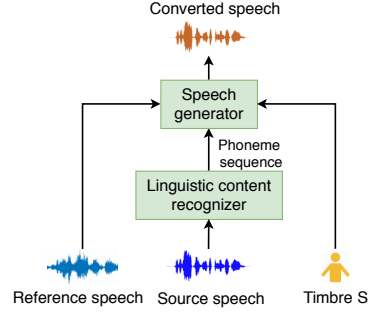 Converted speech
Speech
generator
Phoneme
sequence
Linguistic content
recognizer
Reference speech
Source speech
Timbre S